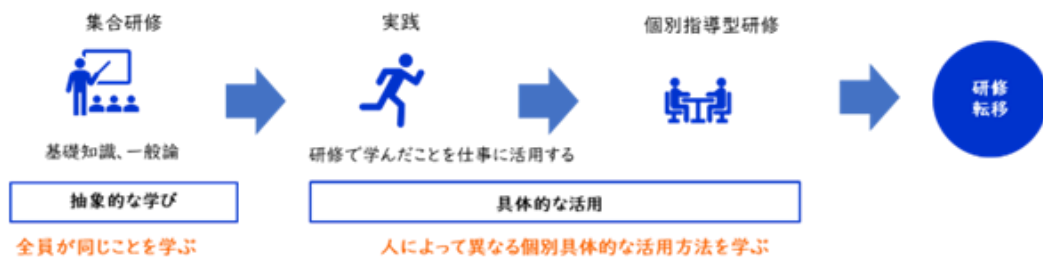 集合研修
実践
個別指導型研修
研修
転移
基礎知識、一般論
研修で学んだことを仕事に活用する
抽象的な学び
具体的な活用
全員が同じことを学ぶ
人によって異なる個別具体的な活用方法を学ぶ